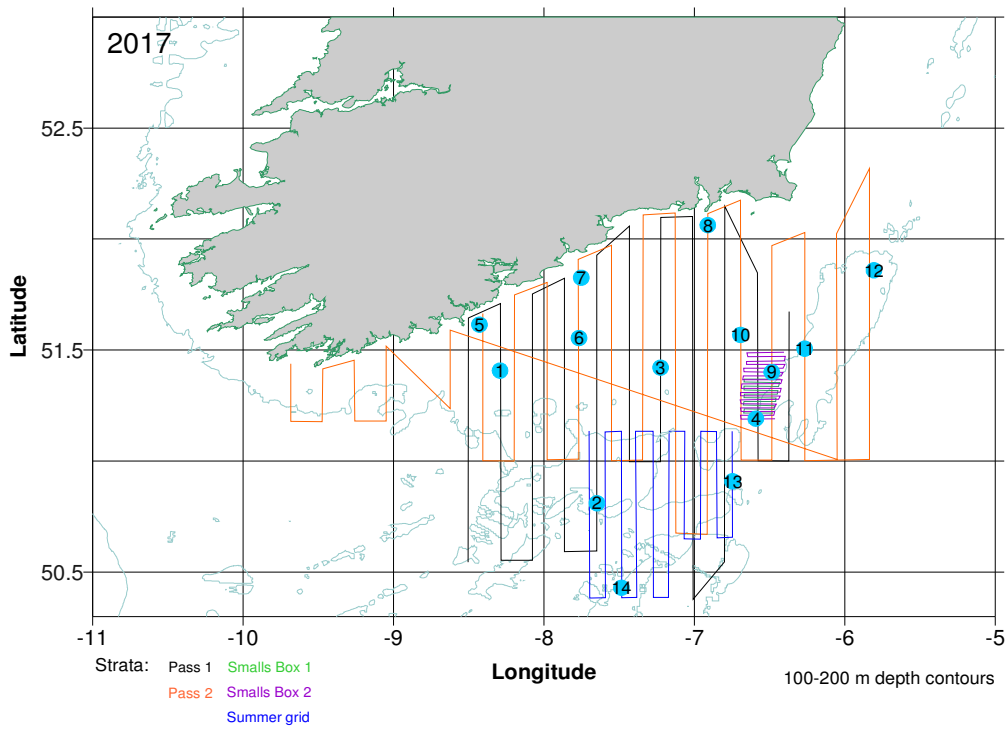 2017
52.5
8
12
7
5
6
10
11
51.5
1
3
9
4
13
2
14
50.5
Latitude
-11
-10
-9
-8
-7
-6
-5
Longitude
Strata:
Pass 1
Smalls Box 1
Pass 2
Smalls Box 2
Summer grid
100-200 m depth contours